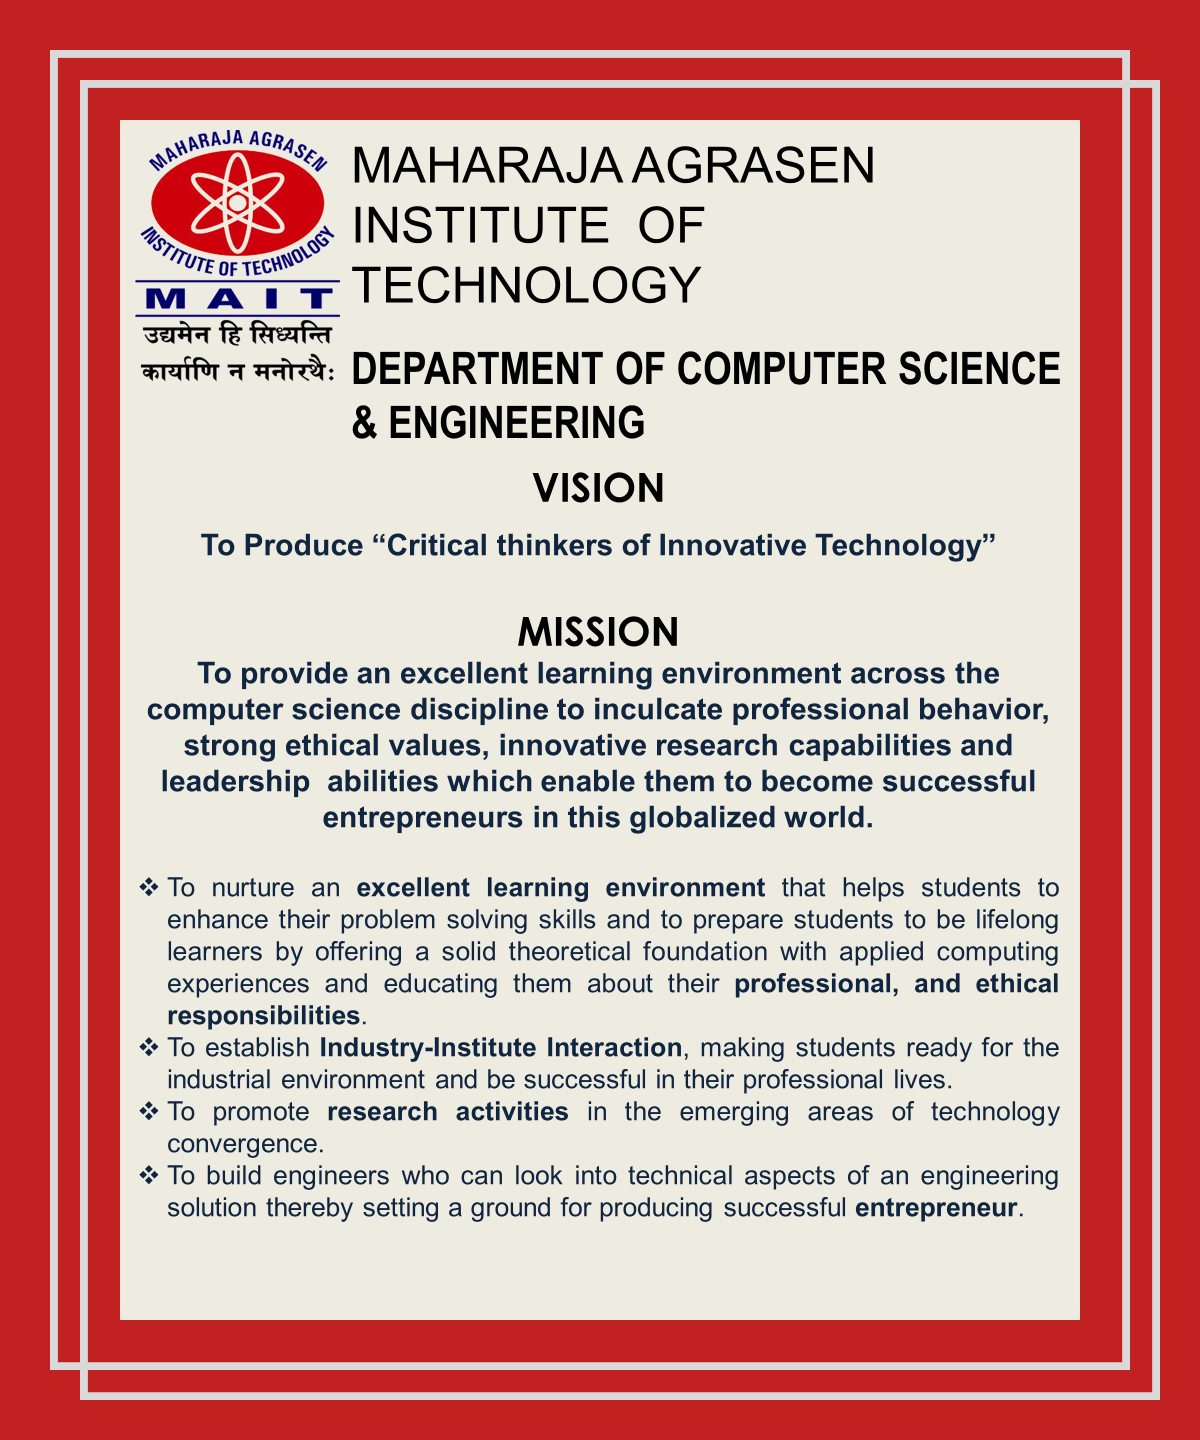 MAHARAJA AGRASEN
INSTITUTE OF TECHNOLOGY
MAIT
उद्यमेन हि सिध्यन्ति
कार्याणि न मनोरथैः
MAHARAJA AGRASEN
INSTITUTE OF
TECHNOLOGY
DEPARTMENT OF COMPUTER SCIENCE
& ENGINEERING
VISION
To Produce “Critical thinkers of Innovative Technology”
MISSION
To provide an excellent learning environment across the
computer science discipline to inculcate professional behavior,
strong ethical values, innovative research capabilities and
leadership abilities which enable them to become successful
entrepreneurs in this globalized world.
❖ To nurture an excellent learning environment that helps students to
enhance their problem solving skills and to prepare students to be lifelong
learners by offering a solid theoretical foundation with applied computing
experiences and educating them about their professional, and ethical
responsibilities.
❖ To establish Industry-Institute Interaction, making students ready for the
industrial environment and be successful in their professional lives.
❖ To promote research activities in the emerging areas of technology
convergence.
❖ To build engineers who can look into technical aspects of an engineering
solution thereby setting a ground for producing successful entrepreneur.